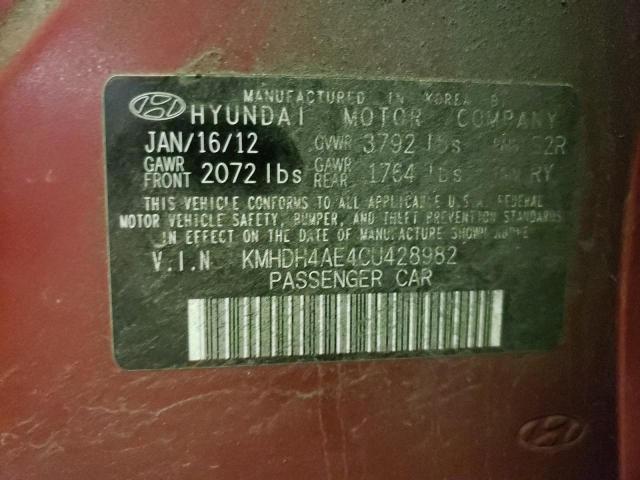 MANUFACTURED IN KOREA B
HYUNDAI MOTOR COMPANY
JAN/16/12 GVWR 3792 lbs S2R
GAWR FRONT 2072 lbs GAWR REAR 1764 lbs RY
THIS VEHICLE CONFORMS TO ALL APPLICABLE U.S.A. FEDERAL
MOTOR VEHICLE SAFETY, BUMPER, AND THEFT PREVENTION STANDARDS
IN EFFECT ON THE DATE OF MANUFACTURE SHOWN ABOVE
V.I.N KMHDH4AE4CU428982
PASSENGER CAR